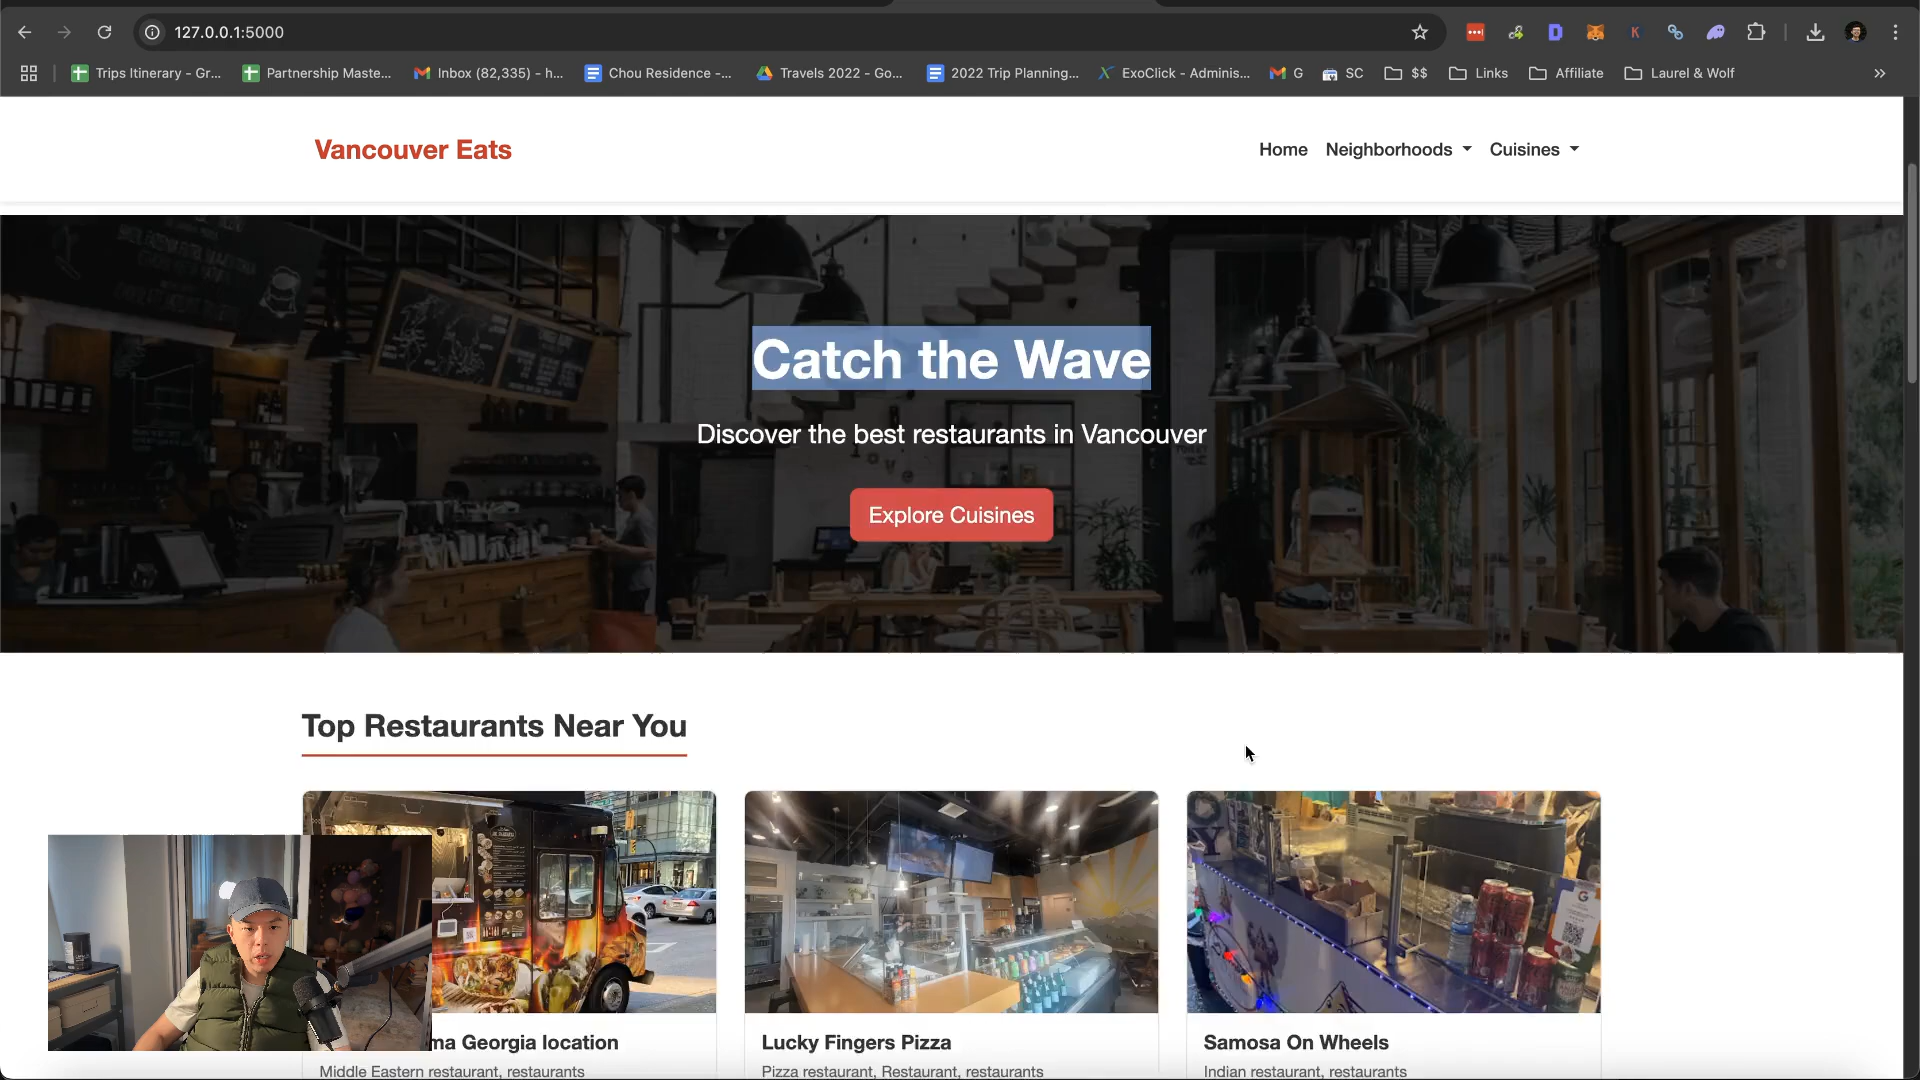 127.0.0.1:5000
Trips Itinerary - Gr...
Partnership Maste...
Inbox (82,335) - h...
Chou Residence -...
Travels 2022 - Go...
2022 Trip Planning...
ExoClick - Adminis...
G
SC
$$
Links
Affiliate
Laurel & Wolf
Vancouver Eats
Home
Neighborhoods
Cuisines
Catch the Wave
Discover the best restaurants in Vancouver
Explore Cuisines
Top Restaurants Near You
ma Georgia location
Middle Eastern restaurant, restaurants
Lucky Fingers Pizza
Pizza restaurant, Restaurant, restaurants
Samosa On Wheels
Indian restaurant, restaurants